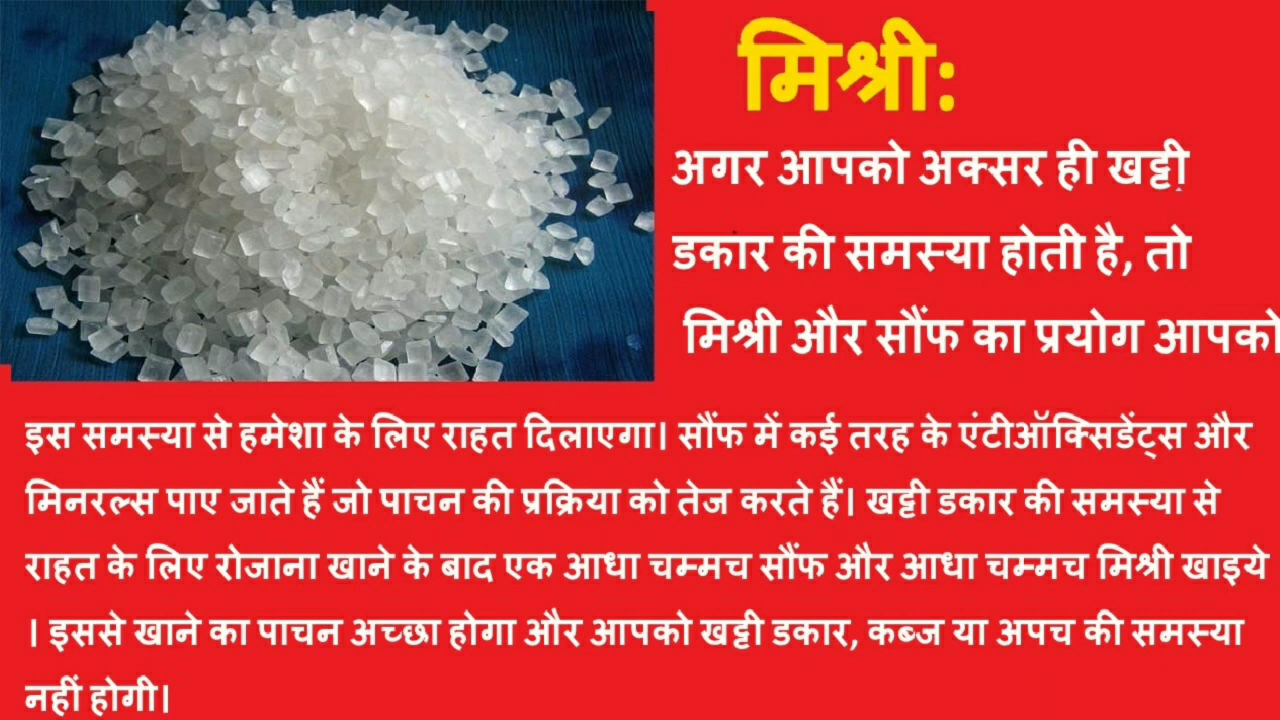 मिश्री:
अगर आपको अक्सर ही खट्टी
डकार की समस्या होती है, तो
मिश्री और सौंफ का प्रयोग आपको
इस समस्या से हमेशा के लिए राहत दिलाएगा। सौंफ में कई तरह के एंटीऑक्सिडेंट्स और
मिनरल्स पाए जाते हैं जो पाचन की प्रक्रिया को तेज करते हैं। खट्टी डकार की समस्या से
राहत के लिए रोजाना खाने के बाद एक आधा चम्मच सौंफ और आधा चम्मच मिश्री खाइये
। इससे खाने का पाचन अच्छा होगा और आपको खट्टी डकार, कब्ज या अपच की समस्या
नहीं होगी।